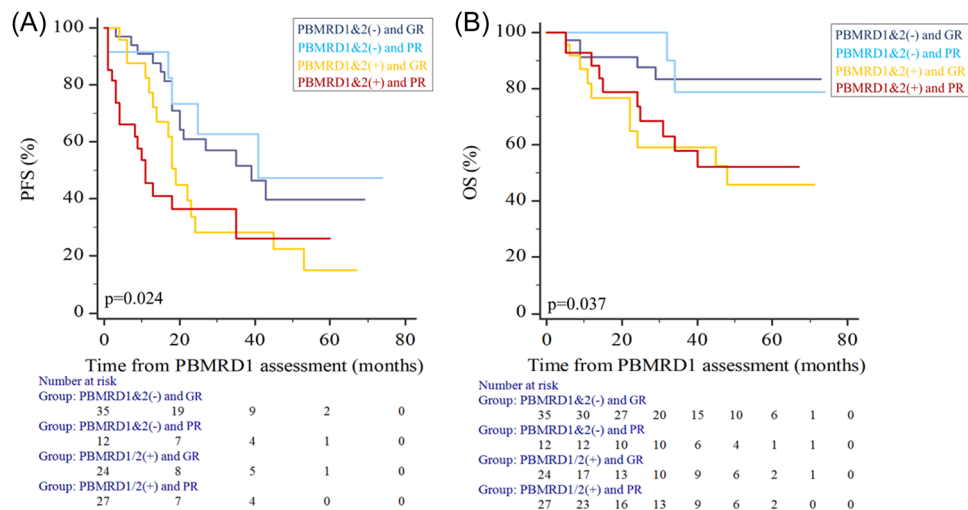 (A)
PBMRD1&2(-) and GR
PBMRD1&2(-) and PR
PBMRD1&2(+) and GR
PBMRD1&2(+) and PR
100
80
60
40
20
0
PFS (%)
p=0.024
0 20 40 60 80
Time from PBMRD1 assessment (months)
Number at risk
Group: PBMRD1&2(-) and GR
35 19 9 2 0
Group: PBMRD1&2(-) and PR
12 7 4 1 0
Group: PBMRD1/2(+) and GR
24 8 5 1 0
Group: PBMRD1/2(+) and PR
27 7 4 0 0
(B)
PBMRD1&2(-) and GR
PBMRD1&2(-) and PR
PBMRD1&2(+) and GR
PBMRD1&2(+) and PR
100
80
60
40
20
0
OS (%)
p=0.037
0 20 40 60 80
Time from PBMRD1 assessment (months)
Number at risk
Group: PBMRD1&2(-) and GR
35 30 27 20 15 10 6 1 0
Group: PBMRD1&2(-) and PR
12 12 10 10 6 4 1 1 0
Group: PBMRD1/2(+) and GR
24 17 13 10 9 6 2 1 0
Group: PBMRD1/2(+) and PR
27 23 16 13 9 6 2 0 0